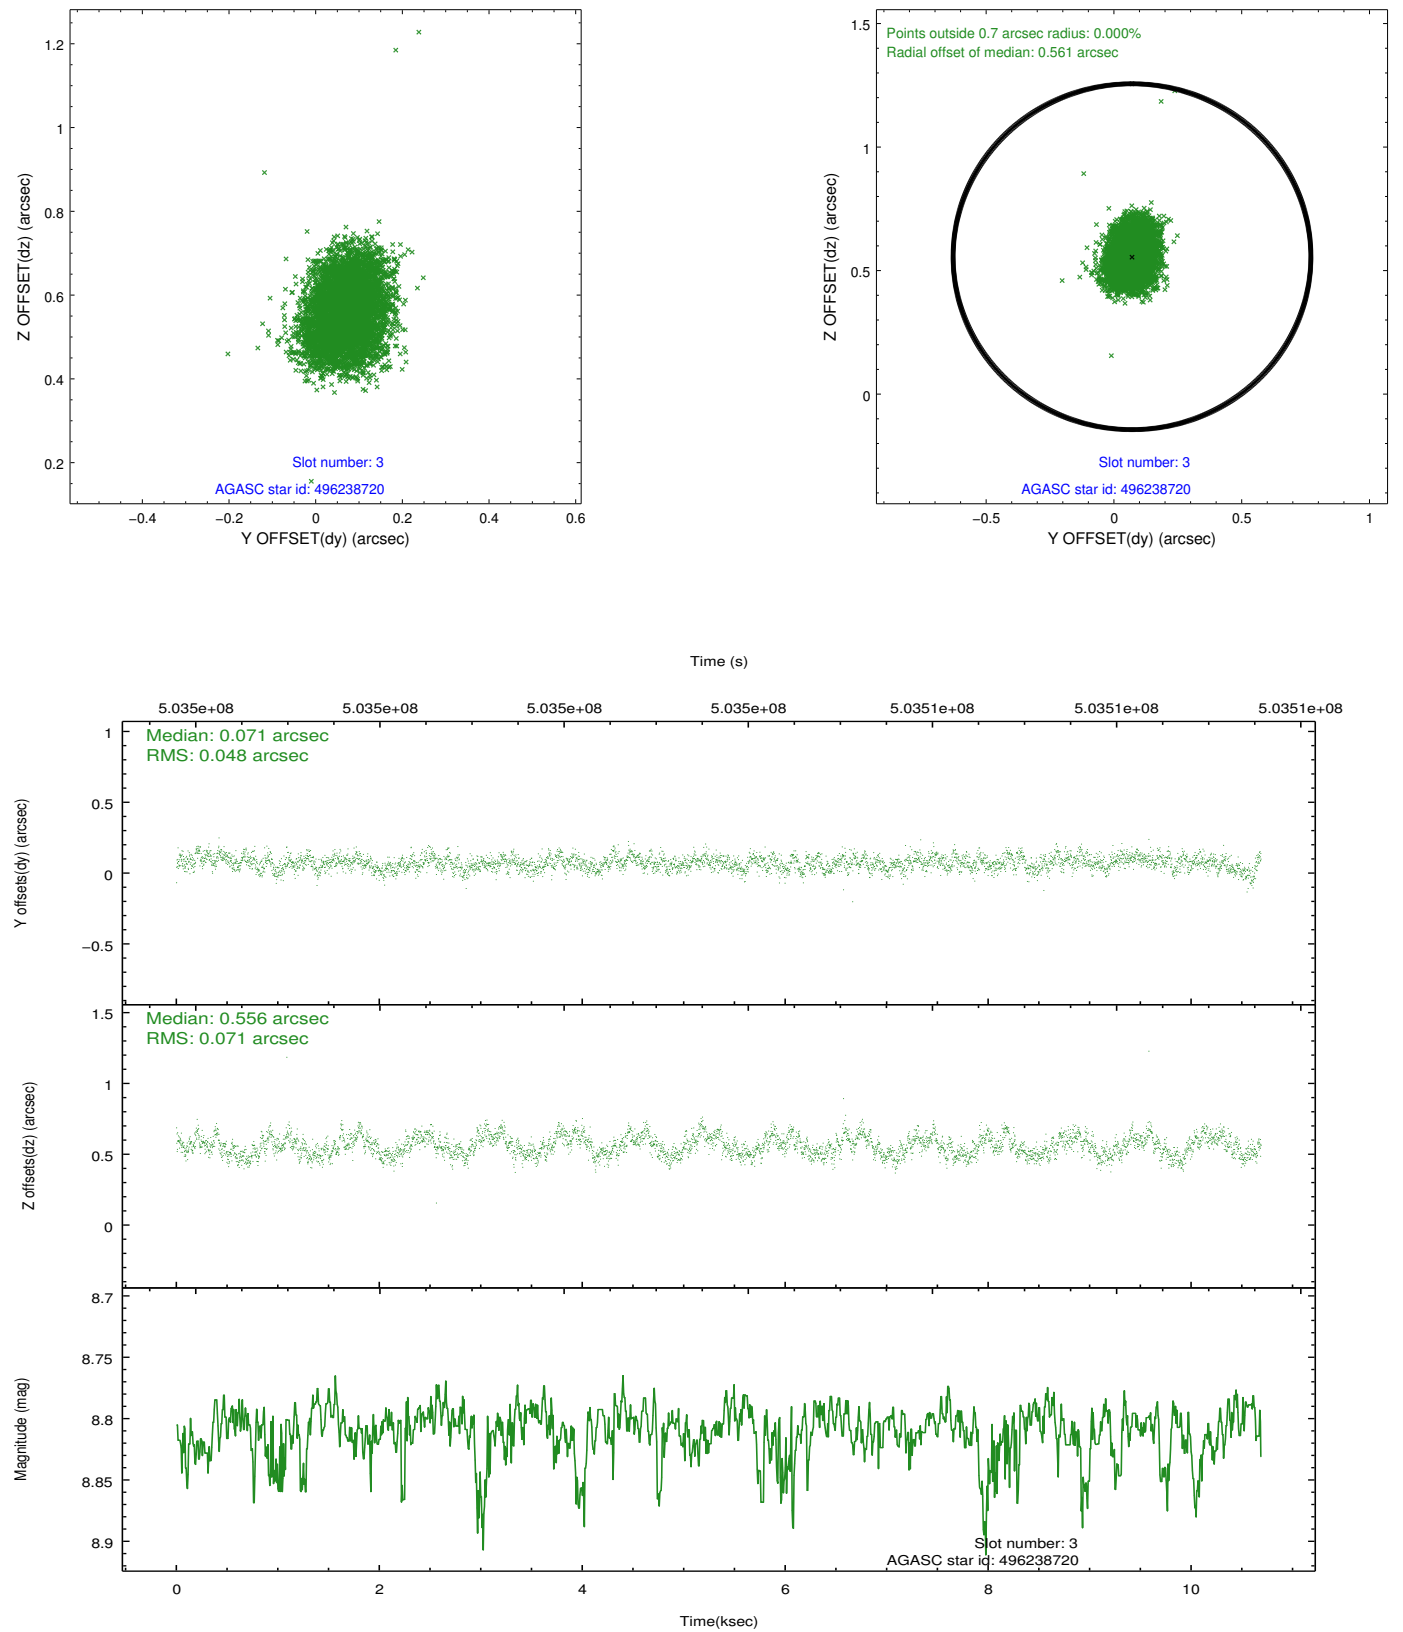 1.2
1
0.8
0.6
0.4
0.2
Z OFFSET(dz) (arcsec)
Slot number: 3
AGASC star id: 496238720
−0.4 −0.2 0 0.2 0.4 0.6
Y OFFSET(dy) (arcsec)
Points outside 0.7 arcsec radius: 0.000%
Radial offset of median: 0.561 arcsec
1.5
1
0.5
0
Z OFFSET(dz) (arcsec)
Slot number: 3
AGASC star id: 496238720
−0.5 0 0.5 1
Y OFFSET(dy) (arcsec)
Time (s)
5.035e+08 5.035e+08 5.035e+08 5.035e+08 5.0351e+08 5.0351e+08 5.0351e+08
Median: 0.071 arcsec
RMS: 0.048 arcsec
1
0.5
0
−0.5
Y offsets(dy) (arcsec)
Median: 0.556 arcsec
RMS: 0.071 arcsec
1.5
1
0.5
0
Z offsets(dz) (arcsec)
8.7
8.75
8.8
8.85
8.9
Magnitude (mag)
Slot number: 3
AGASC star id: 496238720
0 2 4 6 8 10
Time(ksec)